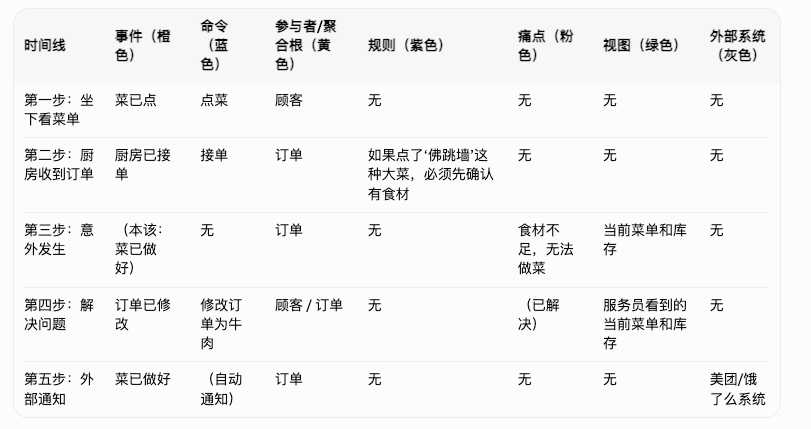 时间线 事件（橙色） 命令（蓝色） 参与者/聚合根（黄色） 规则（紫色） 痛点（粉色） 视图（绿色） 外部系统（灰色）
第一步：坐下看菜单 菜已点 点菜 顾客 无 无 无 无
第二步：厨房收到订单 厨房已接单 接单 订单 如果点了‘佛跳墙’这种大菜，必须先确认有食材 无 无 无
第三步：意外发生 （本该：菜已做好） 无 订单 无 食材不足，无法做菜 当前菜单和库存 无
第四步：解决问题 订单已修改 修改订单为牛肉 顾客 / 订单 无 （已解决） 服务员看到的当前菜单和库存 无
第五步：外部通知 菜已做好 （自动通知） 订单 无 无 无 美团/饿了么系统